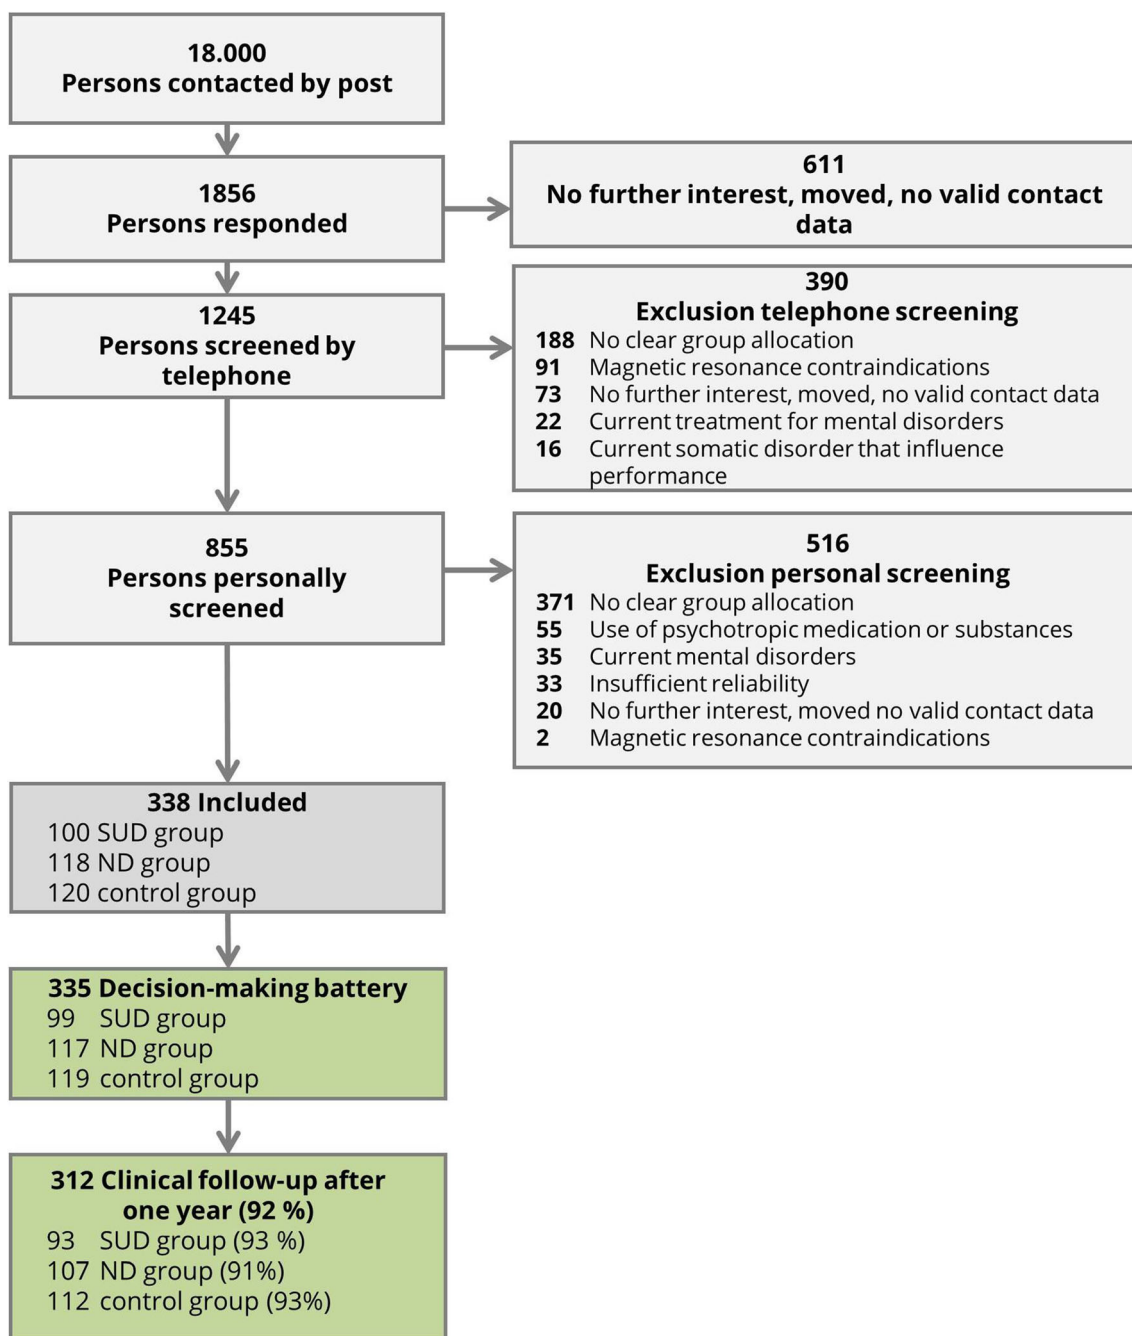 18.000
Persons contacted by post
1856
Persons responded
611
No further interest, moved, no valid contact
data
1245
Persons screened by
telephone
390
Exclusion telephone screening
188 No clear group allocation
91 Magnetic resonance contraindications
73 No further interest, moved, no valid contact data
22 Current treatment for mental disorders
16 Current somatic disorder that influence
performance
855
Persons personally
screened
516
Exclusion personal screening
371 No clear group allocation
55 Use of psychotropic medication or substances
35 Current mental disorders
33 Insufficient reliability
20 No further interest, moved no valid contact data
2 Magnetic resonance contraindications
338 Included
100 SUD group
118 ND group
120 control group
335 Decision-making battery
99 SUD group
117 ND group
119 control group
312 Clinical follow-up after
one year (92 %)
93 SUD group (93 %)
107 ND group (91%)
112 control group (93%)